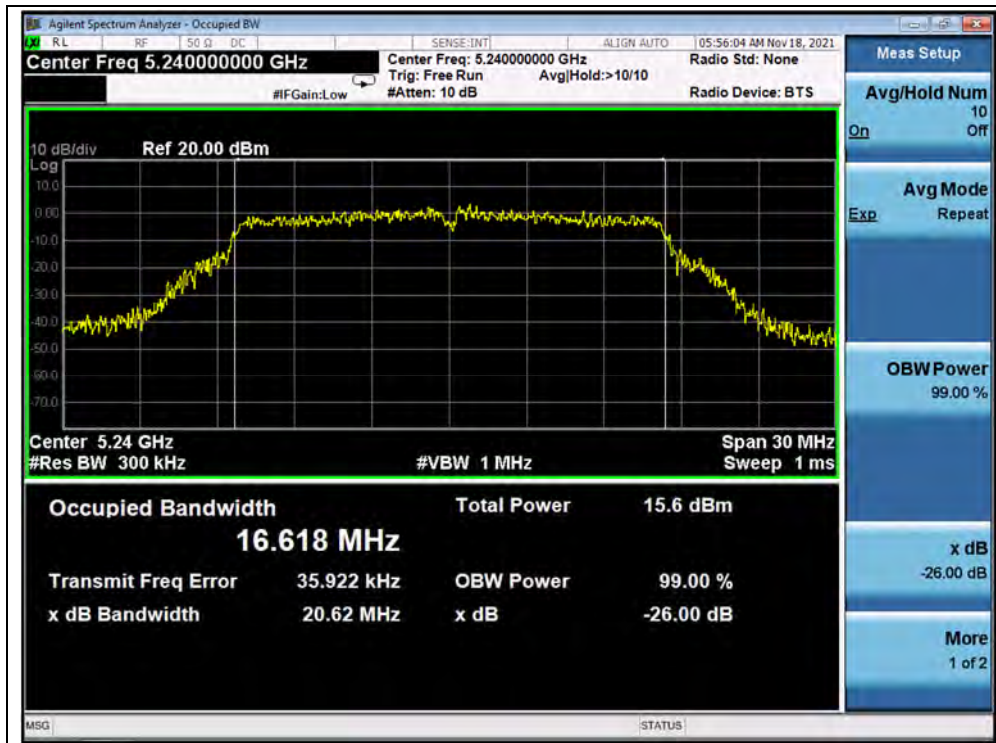 Agilent Spectrum Analyzer - Occupied BW
LXI RL RF 50 Ω DC SENSE:INT ALIGN AUTO 05:56:04 AM Nov 18, 2021
Center Freq 5.240000000 GHz
Center Freq: 5.240000000 GHz Radio Std: None
Trig: Free Run Avg|Hold:>10/10
#IFGain:Low #Atten: 10 dB Radio Device: BTS
10 dB/div Ref 20.00 dBm
Log
10.0
0.00
-10.0
-20.0
-30.0
-40.0
-50.0
-60.0
-70.0
Center 5.24 GHz Span 30 MHz
#Res BW 300 kHz #VBW 1 MHz Sweep 1 ms
Occupied Bandwidth Total Power 15.6 dBm
16.618 MHz
Transmit Freq Error 35.922 kHz OBW Power 99.00 %
x dB Bandwidth 20.62 MHz x dB -26.00 dB
MSG STATUS
Meas Setup
Avg/Hold Num
10
On Off
Avg Mode
Exp Repeat
OBW Power
99.00 %
x dB
-26.00 dB
More
1 of 2